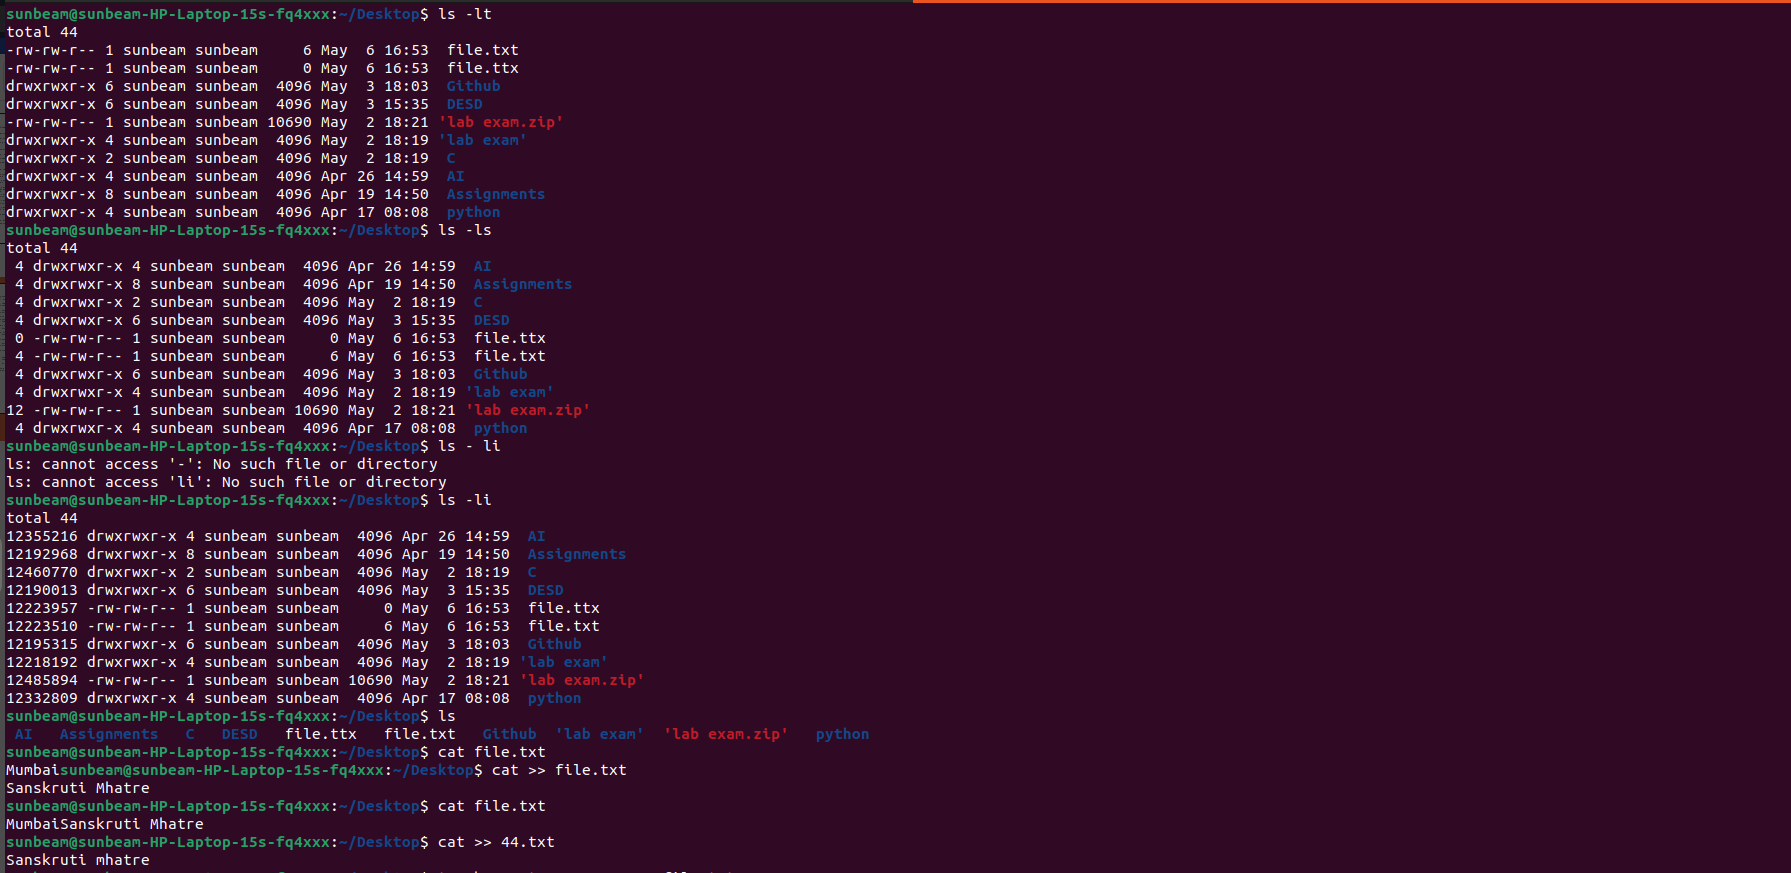 sunbeam@sunbeam-HP-Laptop-15s-fq4xxx:~/Desktop$ ls -lt
total 44
-rw-rw-r-- 1 sunbeam sunbeam     6 May  6 16:53  file.txt
-rw-rw-r-- 1 sunbeam sunbeam     0 May  6 16:53  file.ttx
drwxrwxr-x 6 sunbeam sunbeam  4096 May  3 18:03  Github
drwxrwxr-x 6 sunbeam sunbeam  4096 May  3 15:35  DESD
-rw-rw-r-- 1 sunbeam sunbeam 10690 May  2 18:21 'lab exam.zip'
drwxrwxr-x 4 sunbeam sunbeam  4096 May  2 18:19 'lab exam'
drwxrwxr-x 2 sunbeam sunbeam  4096 May  2 18:19  C
drwxrwxr-x 4 sunbeam sunbeam  4096 Apr 26 14:59  AI
drwxrwxr-x 8 sunbeam sunbeam  4096 Apr 19 14:50  Assignments
drwxrwxr-x 4 sunbeam sunbeam  4096 Apr 17 08:08  python
sunbeam@sunbeam-HP-Laptop-15s-fq4xxx:~/Desktop$ ls -ls
total 44
 4 drwxrwxr-x 4 sunbeam sunbeam  4096 Apr 26 14:59  AI
 4 drwxrwxr-x 8 sunbeam sunbeam  4096 Apr 19 14:50  Assignments
 4 drwxrwxr-x 2 sunbeam sunbeam  4096 May  2 18:19  C
 4 drwxrwxr-x 6 sunbeam sunbeam  4096 May  3 15:35  DESD
 0 -rw-rw-r-- 1 sunbeam sunbeam     0 May  6 16:53  file.ttx
 4 -rw-rw-r-- 1 sunbeam sunbeam     6 May  6 16:53  file.txt
 4 drwxrwxr-x 6 sunbeam sunbeam  4096 May  3 18:03  Github
 4 drwxrwxr-x 4 sunbeam sunbeam  4096 May  2 18:19 'lab exam'
12 -rw-rw-r-- 1 sunbeam sunbeam 10690 May  2 18:21 'lab exam.zip'
 4 drwxrwxr-x 4 sunbeam sunbeam  4096 Apr 17 08:08  python
sunbeam@sunbeam-HP-Laptop-15s-fq4xxx:~/Desktop$ ls - li
ls: cannot access '-': No such file or directory
ls: cannot access 'li': No such file or directory
sunbeam@sunbeam-HP-Laptop-15s-fq4xxx:~/Desktop$ ls -li
total 44
12355216 drwxrwxr-x 4 sunbeam sunbeam  4096 Apr 26 14:59  AI
12192968 drwxrwxr-x 8 sunbeam sunbeam  4096 Apr 19 14:50  Assignments
12460770 drwxrwxr-x 2 sunbeam sunbeam  4096 May  2 18:19  C
12190013 drwxrwxr-x 6 sunbeam sunbeam  4096 May  3 15:35  DESD
12223957 -rw-rw-r-- 1 sunbeam sunbeam     0 May  6 16:53  file.ttx
12223510 -rw-rw-r-- 1 sunbeam sunbeam     6 May  6 16:53  file.txt
12195315 drwxrwxr-x 6 sunbeam sunbeam  4096 May  3 18:03  Github
12218192 drwxrwxr-x 4 sunbeam sunbeam  4096 May  2 18:19 'lab exam'
12485894 -rw-rw-r-- 1 sunbeam sunbeam 10690 May  2 18:21 'lab exam.zip'
12332809 drwxrwxr-x 4 sunbeam sunbeam  4096 Apr 17 08:08  python
sunbeam@sunbeam-HP-Laptop-15s-fq4xxx:~/Desktop$ ls
 AI   Assignments   C   DESD   file.ttx   file.txt   Github  'lab exam'  'lab exam.zip'   python
sunbeam@sunbeam-HP-Laptop-15s-fq4xxx:~/Desktop$ cat file.txt
Mumbaisunbeam@sunbeam-HP-Laptop-15s-fq4xxx:~/Desktop$ cat >> file.txt
Sanskruti Mhatre
sunbeam@sunbeam-HP-Laptop-15s-fq4xxx:~/Desktop$ cat file.txt
MumbaiSanskruti Mhatre
sunbeam@sunbeam-HP-Laptop-15s-fq4xxx:~/Desktop$ cat >> 44.txt
Sanskruti mhatre